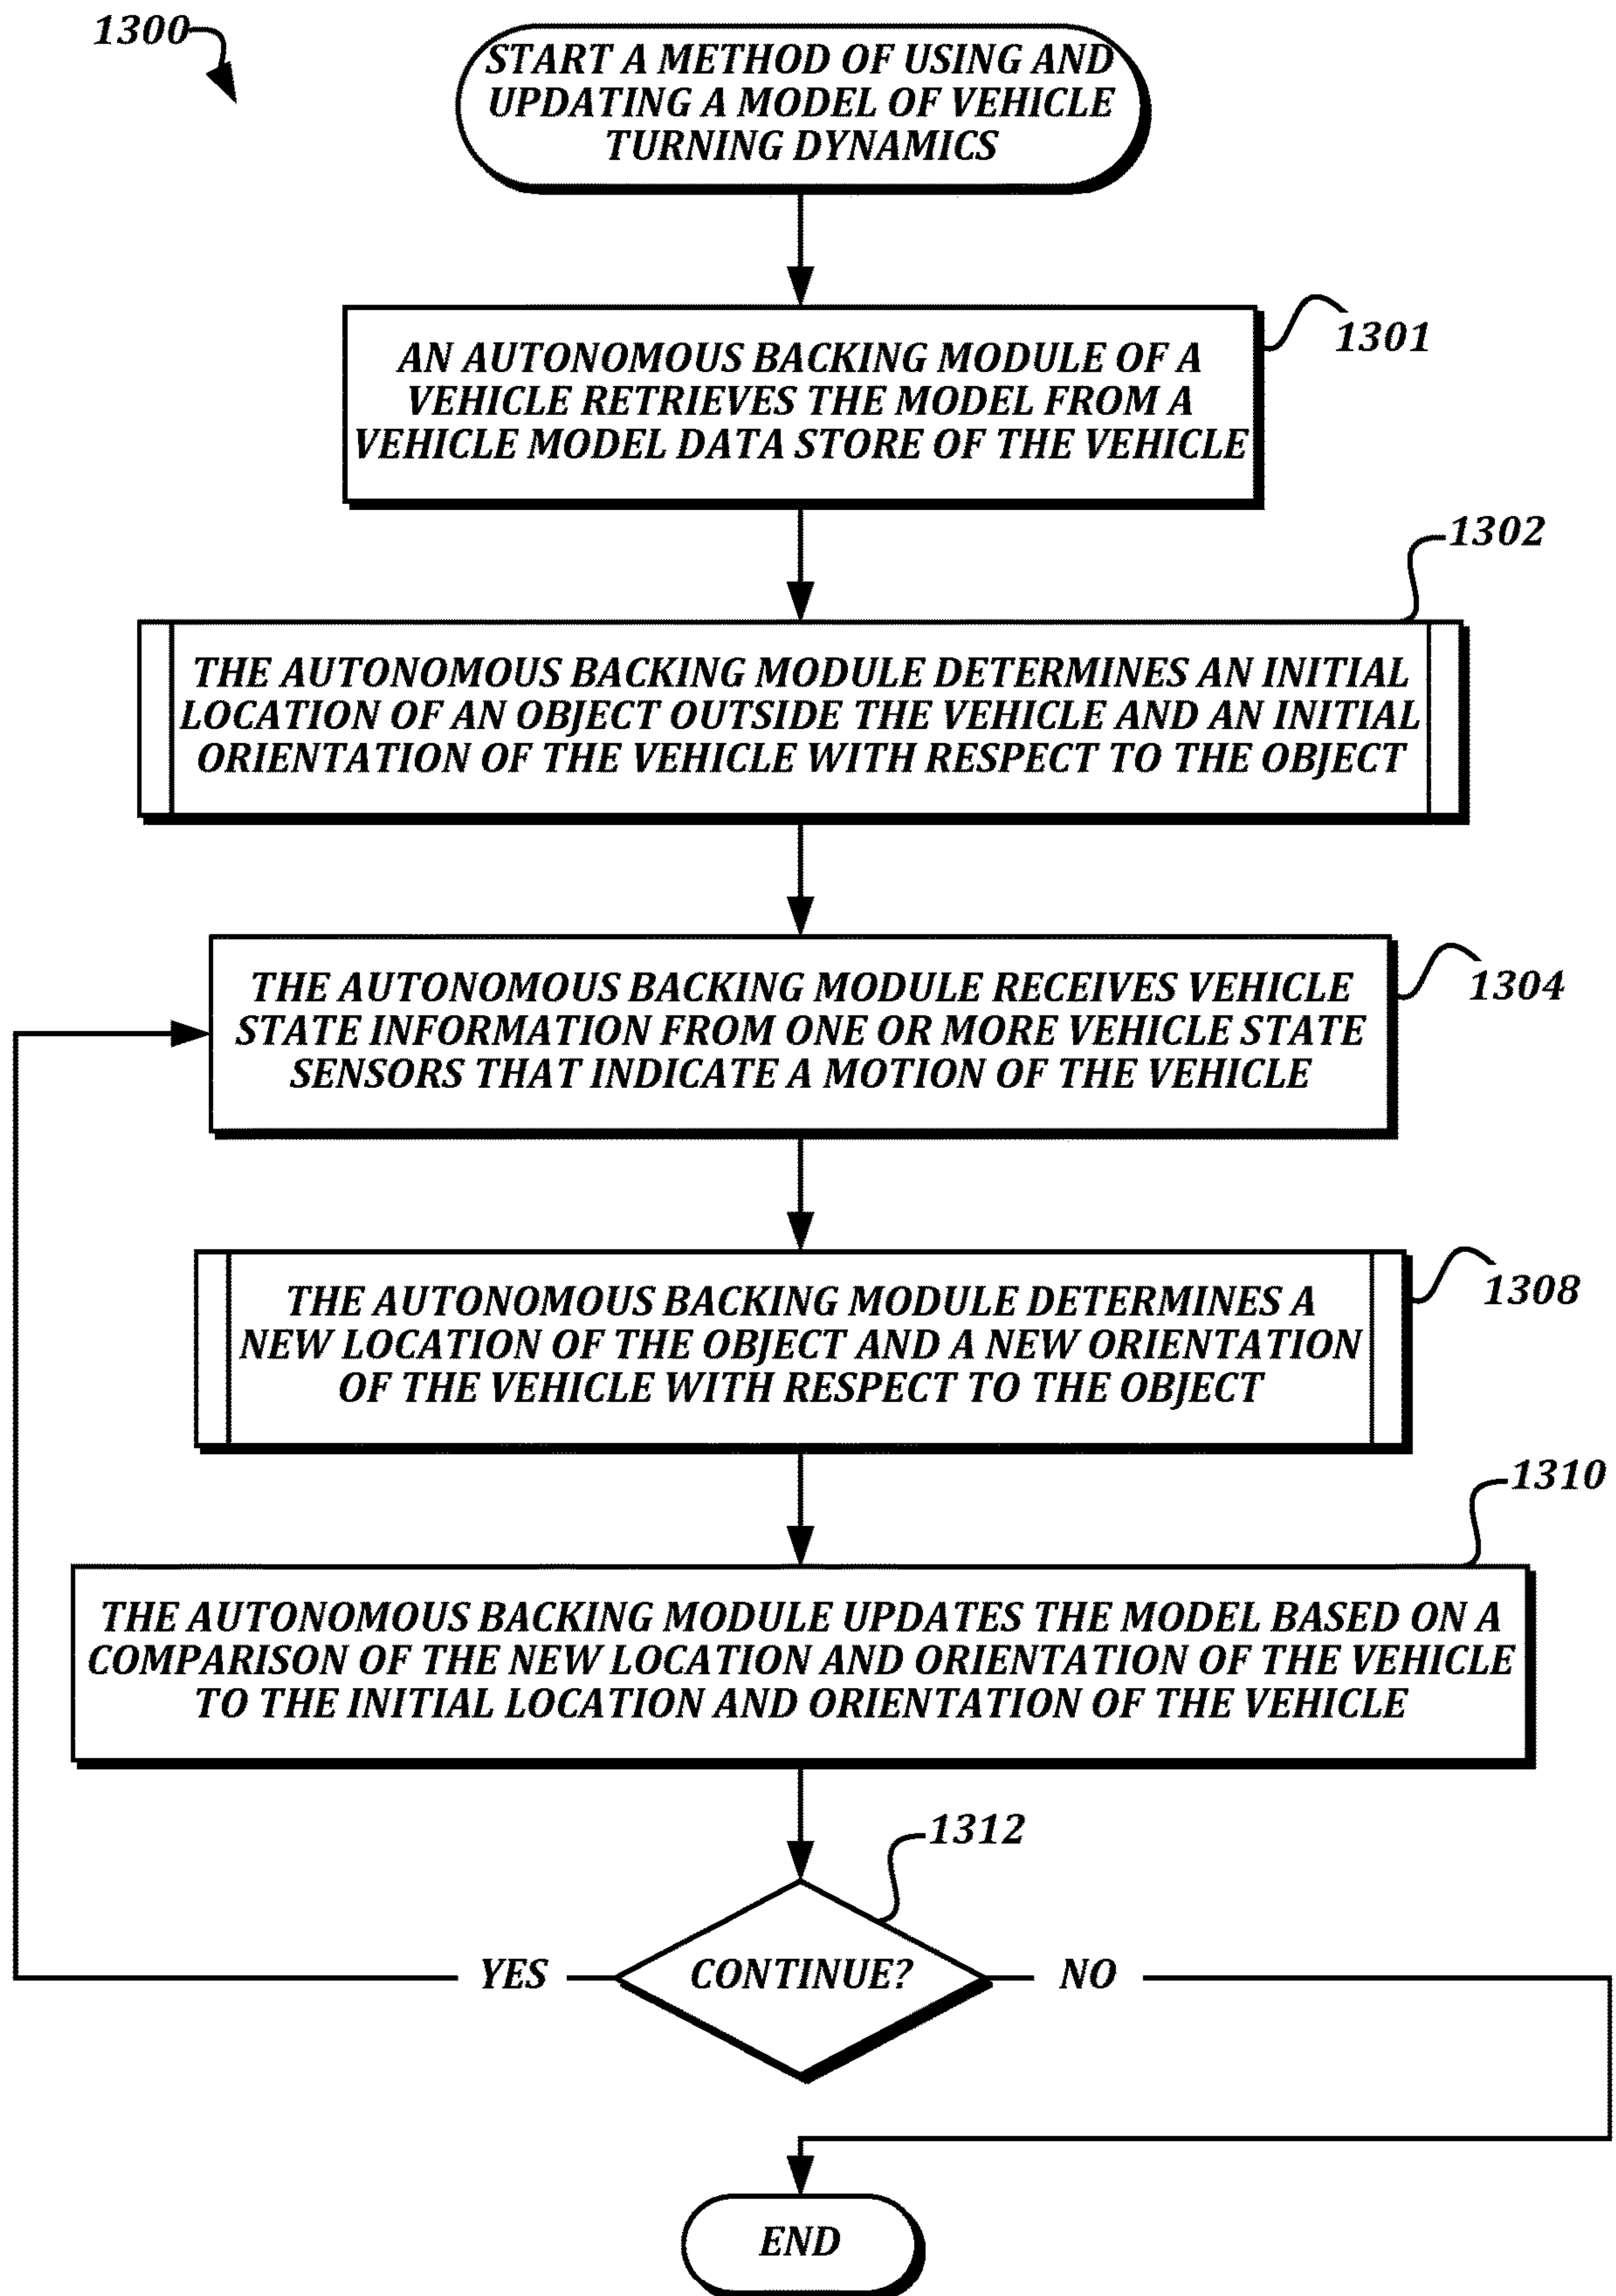 1300
START A METHOD OF USING AND
UPDATING A MODEL OF VEHICLE
TURNING DYNAMICS
1301
AN AUTONOMOUS BACKING MODULE OF A
VEHICLE RETRIEVES THE MODEL FROM A
VEHICLE MODEL DATA STORE OF THE VEHICLE
1302
THE AUTONOMOUS BACKING MODULE DETERMINES AN INITIAL
LOCATION OF AN OBJECT OUTSIDE THE VEHICLE AND AN INITIAL
ORIENTATION OF THE VEHICLE WITH RESPECT TO THE OBJECT
1304
THE AUTONOMOUS BACKING MODULE RECEIVES VEHICLE
STATE INFORMATION FROM ONE OR MORE VEHICLE STATE
SENSORS THAT INDICATE A MOTION OF THE VEHICLE
1308
THE AUTONOMOUS BACKING MODULE DETERMINES A
NEW LOCATION OF THE OBJECT AND A NEW ORIENTATION
OF THE VEHICLE WITH RESPECT TO THE OBJECT
1310
THE AUTONOMOUS BACKING MODULE UPDATES THE MODEL BASED ON A
COMPARISON OF THE NEW LOCATION AND ORIENTATION OF THE VEHICLE
TO THE INITIAL LOCATION AND ORIENTATION OF THE VEHICLE
1312
YES
CONTINUE?
NO
END